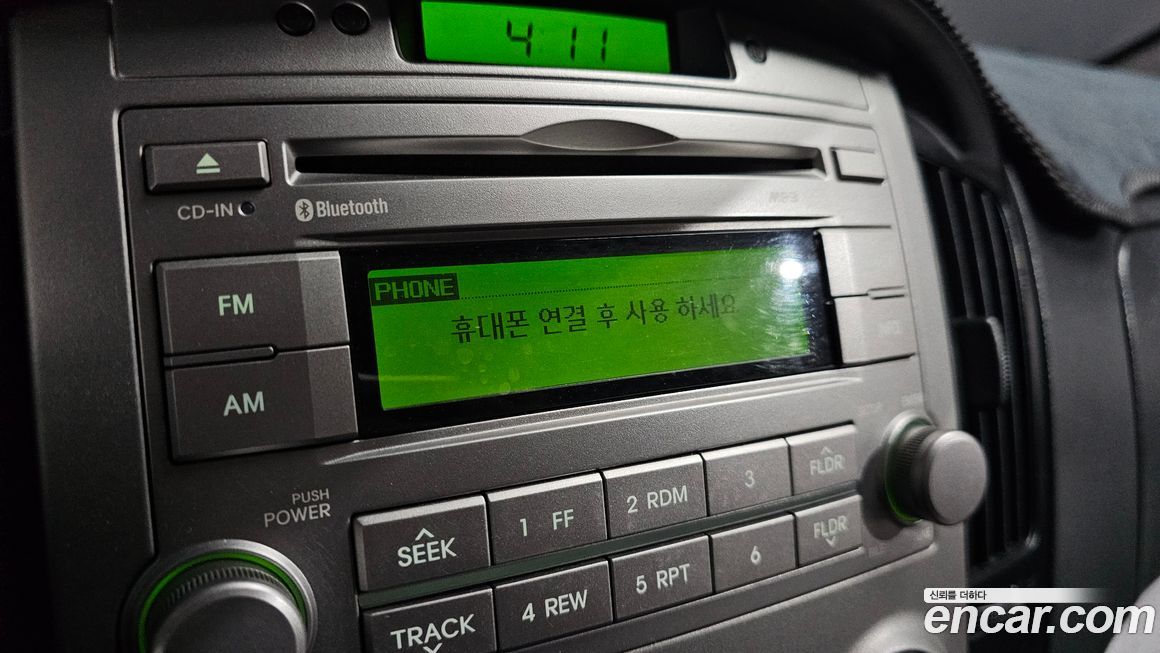 4:11
CD-IN
Bluetooth
MP3
FM
AM
PHONE
휴대폰 연결 후 사용 하세요
PUSH
POWER
SEEK
1 FF
2 RDM
3
FLDR
TRACK
4 REW
5 RPT
6
FLDR
신뢰를 더하다
encar.com